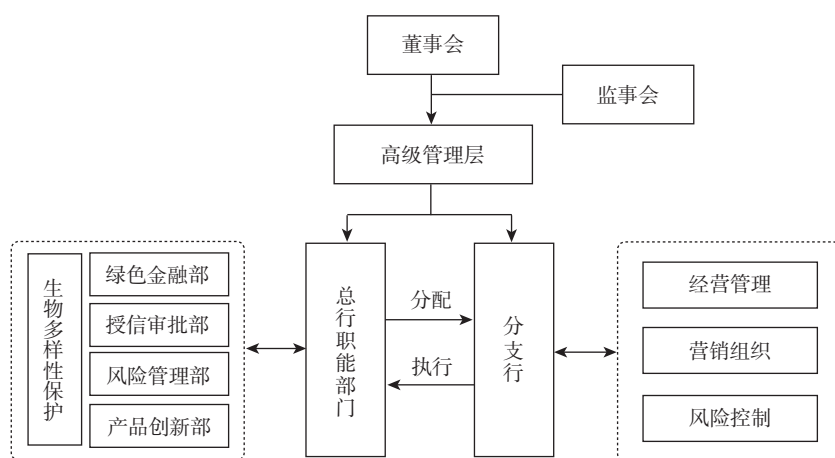 董事会
监事会
高级管理层
生物多样性保护
绿色金融部
授信审批部
风险管理部
产品创新部
总行职能部门
分配
执行
分支行
经营管理
营销组织
风险控制